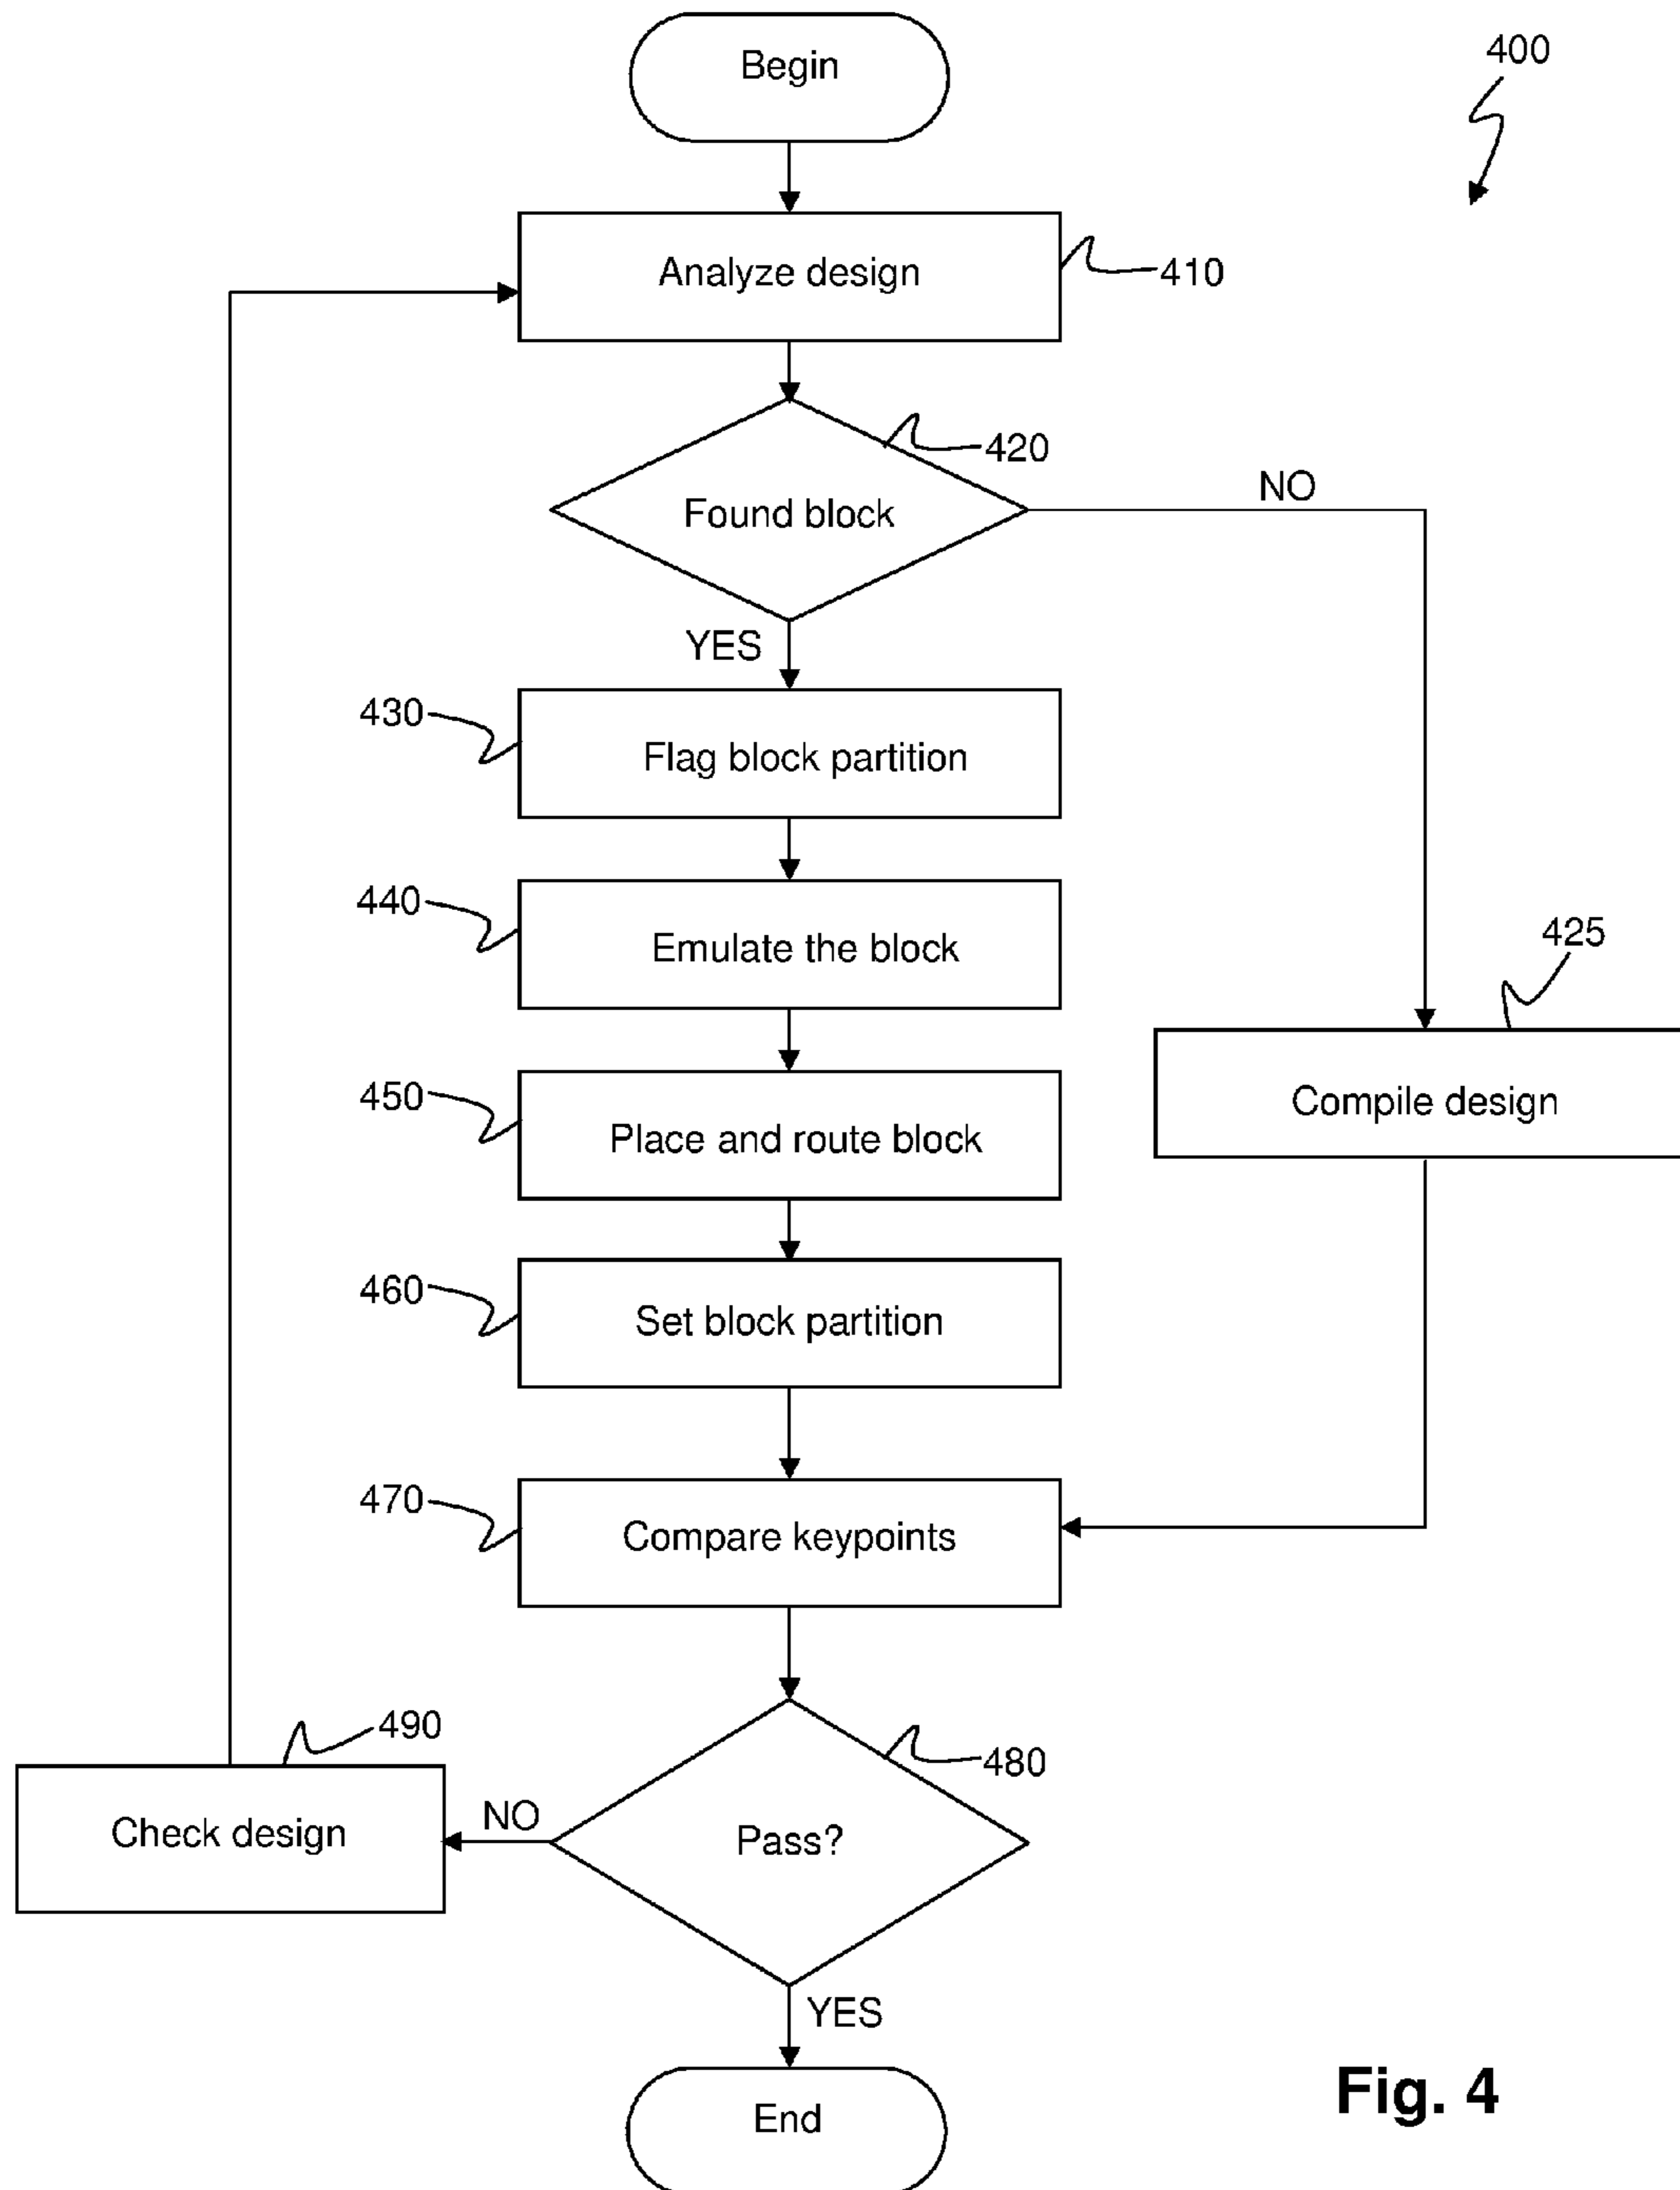 Begin
400
Analyze design
410
420
Found block
NO
YES
430
Flag block partition
440
Emulate the block
425
450
Compile design
Place and route block
460
Set block partition
470
Compare keypoints
490
480
NO
Check design
Pass?
YES
End
Fig. 4